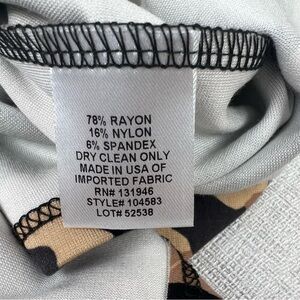 78% RAYON
16% NYLON
6% SPANDEX
DRY CLEAN ONLY
MADE IN USA OF
IMPORTED FABRIC
RN# 131946
STYLE# 104583
LOT# 52538